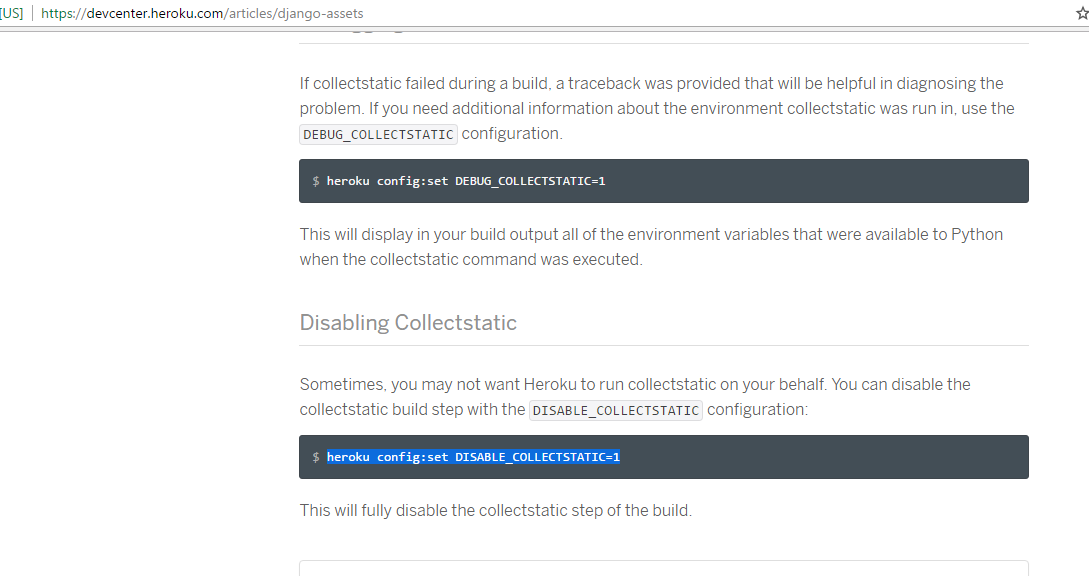 [US] https://devcenter.heroku.com/articles/django-assets
If collectstatic failed during a build, a traceback was provided that will be helpful in diagnosing the
problem. If you need additional information about the environment collectstatic was run in, use the
DEBUG_COLLECTSTATIC configuration.
$ heroku config:set DEBUG_COLLECTSTATIC=1
This will display in your build output all of the environment variables that were available to Python
when the collectstatic command was executed.
Disabling Collectstatic
Sometimes, you may not want Heroku to run collectstatic on your behalf. You can disable the
collectstatic build step with the DISABLE_COLLECTSTATIC configuration:
$ heroku config:set DISABLE_COLLECTSTATIC=1
This will fully disable the collectstatic step of the build.